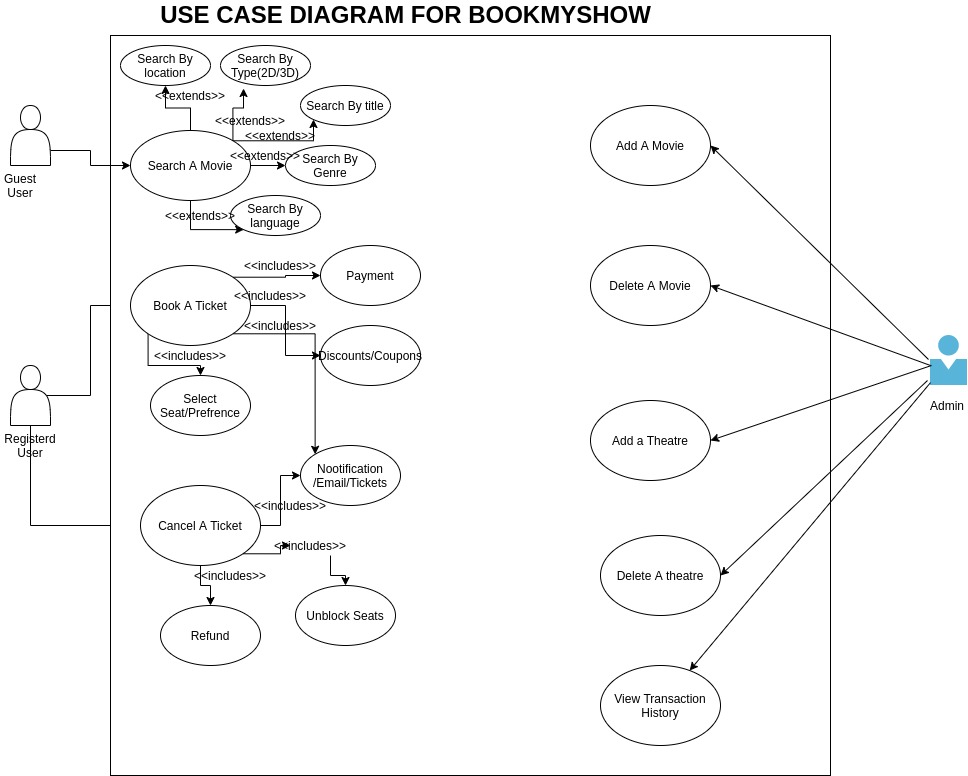 USE CASE DIAGRAM FOR BOOKMYSHOW
Search By
location
Search By
Type(2D/3D)
<<extends>>
Search By title
<<extends>>
<<extends>>
Guest
User
Search A Movie
<<extends>>
Search By
Genre
<<extends>>
Search By
language
Add A Movie
<<includes>>
Payment
Book A Ticket
<<includes>>
<<includes>>
Discounts/Coupons
<<includes>>
Select
Seat/Prefrence
Delete A Movie
Admin
Registerd
User
Add a Theatre
Nootification
/Email/Tickets
<<includes>>
Cancel A Ticket
<<includes>>
<<includes>>
Unblock Seats
Refund
Delete A theatre
View Transaction
History